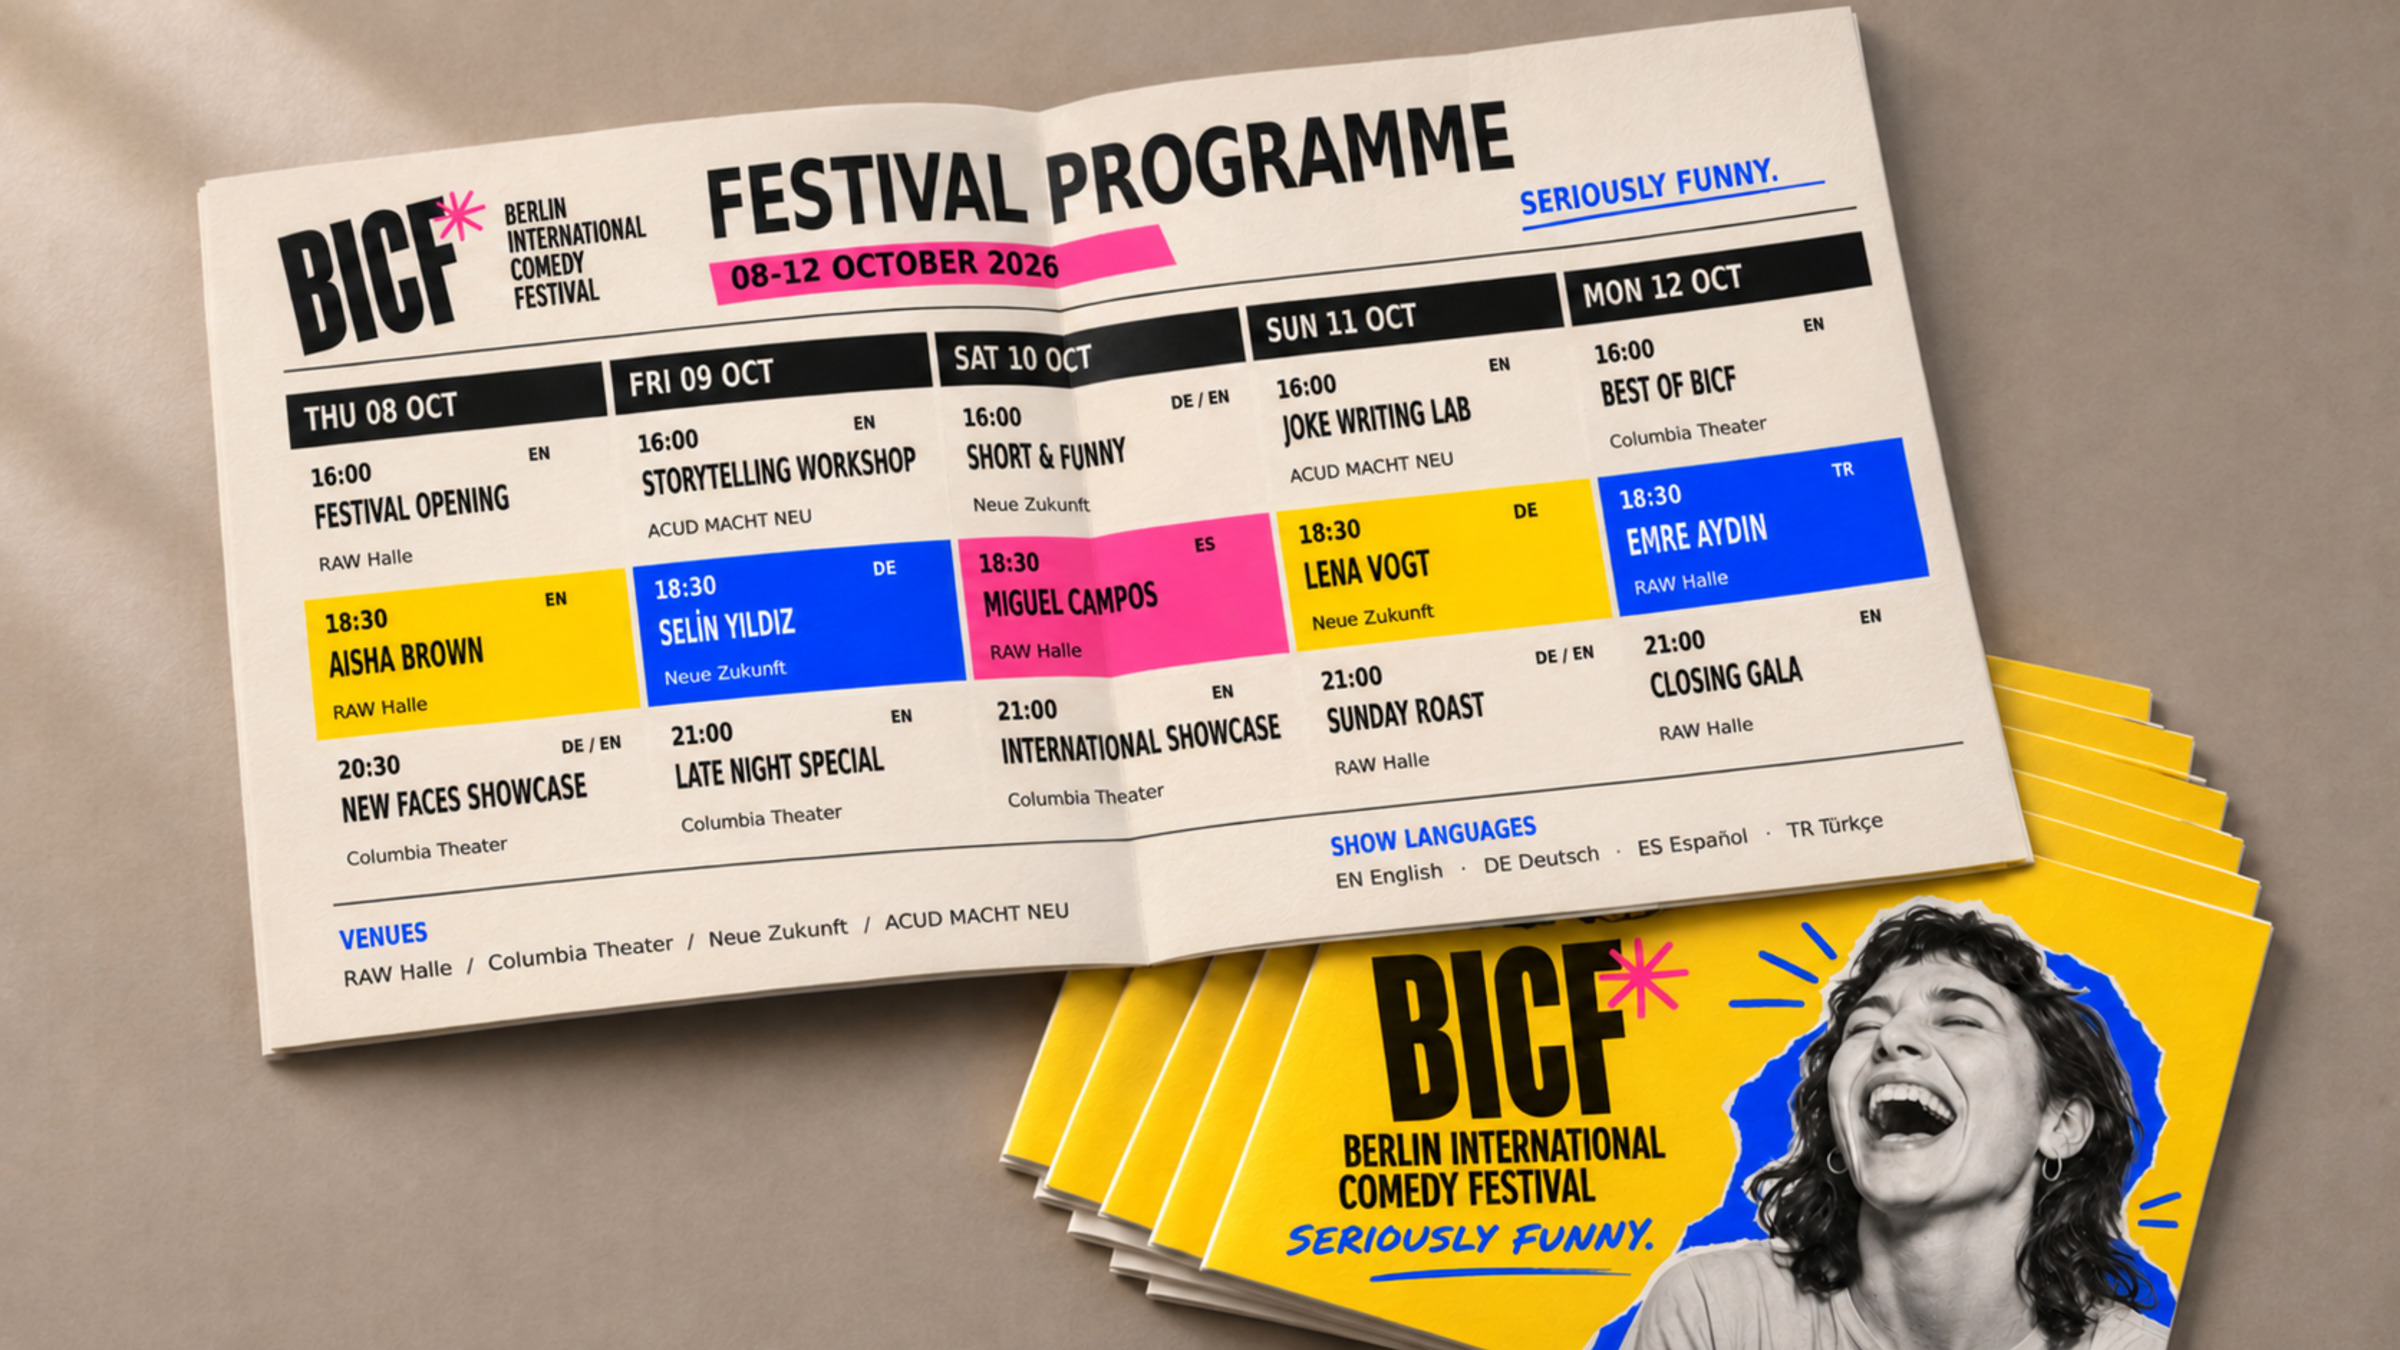 BICF
BERLIN
INTERNATIONAL
COMEDY
FESTIVAL
FESTIVAL PROGRAMME
08-12 OCTOBER 2026
SERIOUSLY FUNNY.
THU 08 OCT
16:00 EN
FESTIVAL OPENING
RAW Halle
18:30 EN
AISHA BROWN
RAW Halle
20:30 DE / EN
NEW FACES SHOWCASE
Columbia Theater
FRI 09 OCT
16:00 EN
STORYTELLING WORKSHOP
ACUD MACHT NEU
18:30 DE
SELİN YILDIZ
Neue Zukunft
21:00 EN
LATE NIGHT SPECIAL
Columbia Theater
SAT 10 OCT
16:00 DE / EN
SHORT & FUNNY
Neue Zukunft
18:30 ES
MIGUEL CAMPOS
RAW Halle
21:00 EN
INTERNATIONAL SHOWCASE
Columbia Theater
SUN 11 OCT
16:00 EN
JOKE WRITING LAB
ACUD MACHT NEU
18:30 DE
LENA VOGT
Neue Zukunft
21:00 DE / EN
SUNDAY ROAST
RAW Halle
MON 12 OCT
16:00 EN
BEST OF BICF
Columbia Theater
18:30 TR
EMRE AYDIN
RAW Halle
21:00 EN
CLOSING GALA
RAW Halle
VENUES
RAW Halle / Columbia Theater / Neue Zukunft / ACUD MACHT NEU
SHOW LANGUAGES
EN English · DE Deutsch · ES Español · TR Türkçe
BICF
BERLIN INTERNATIONAL
COMEDY FESTIVAL
SERIOUSLY FUNNY.